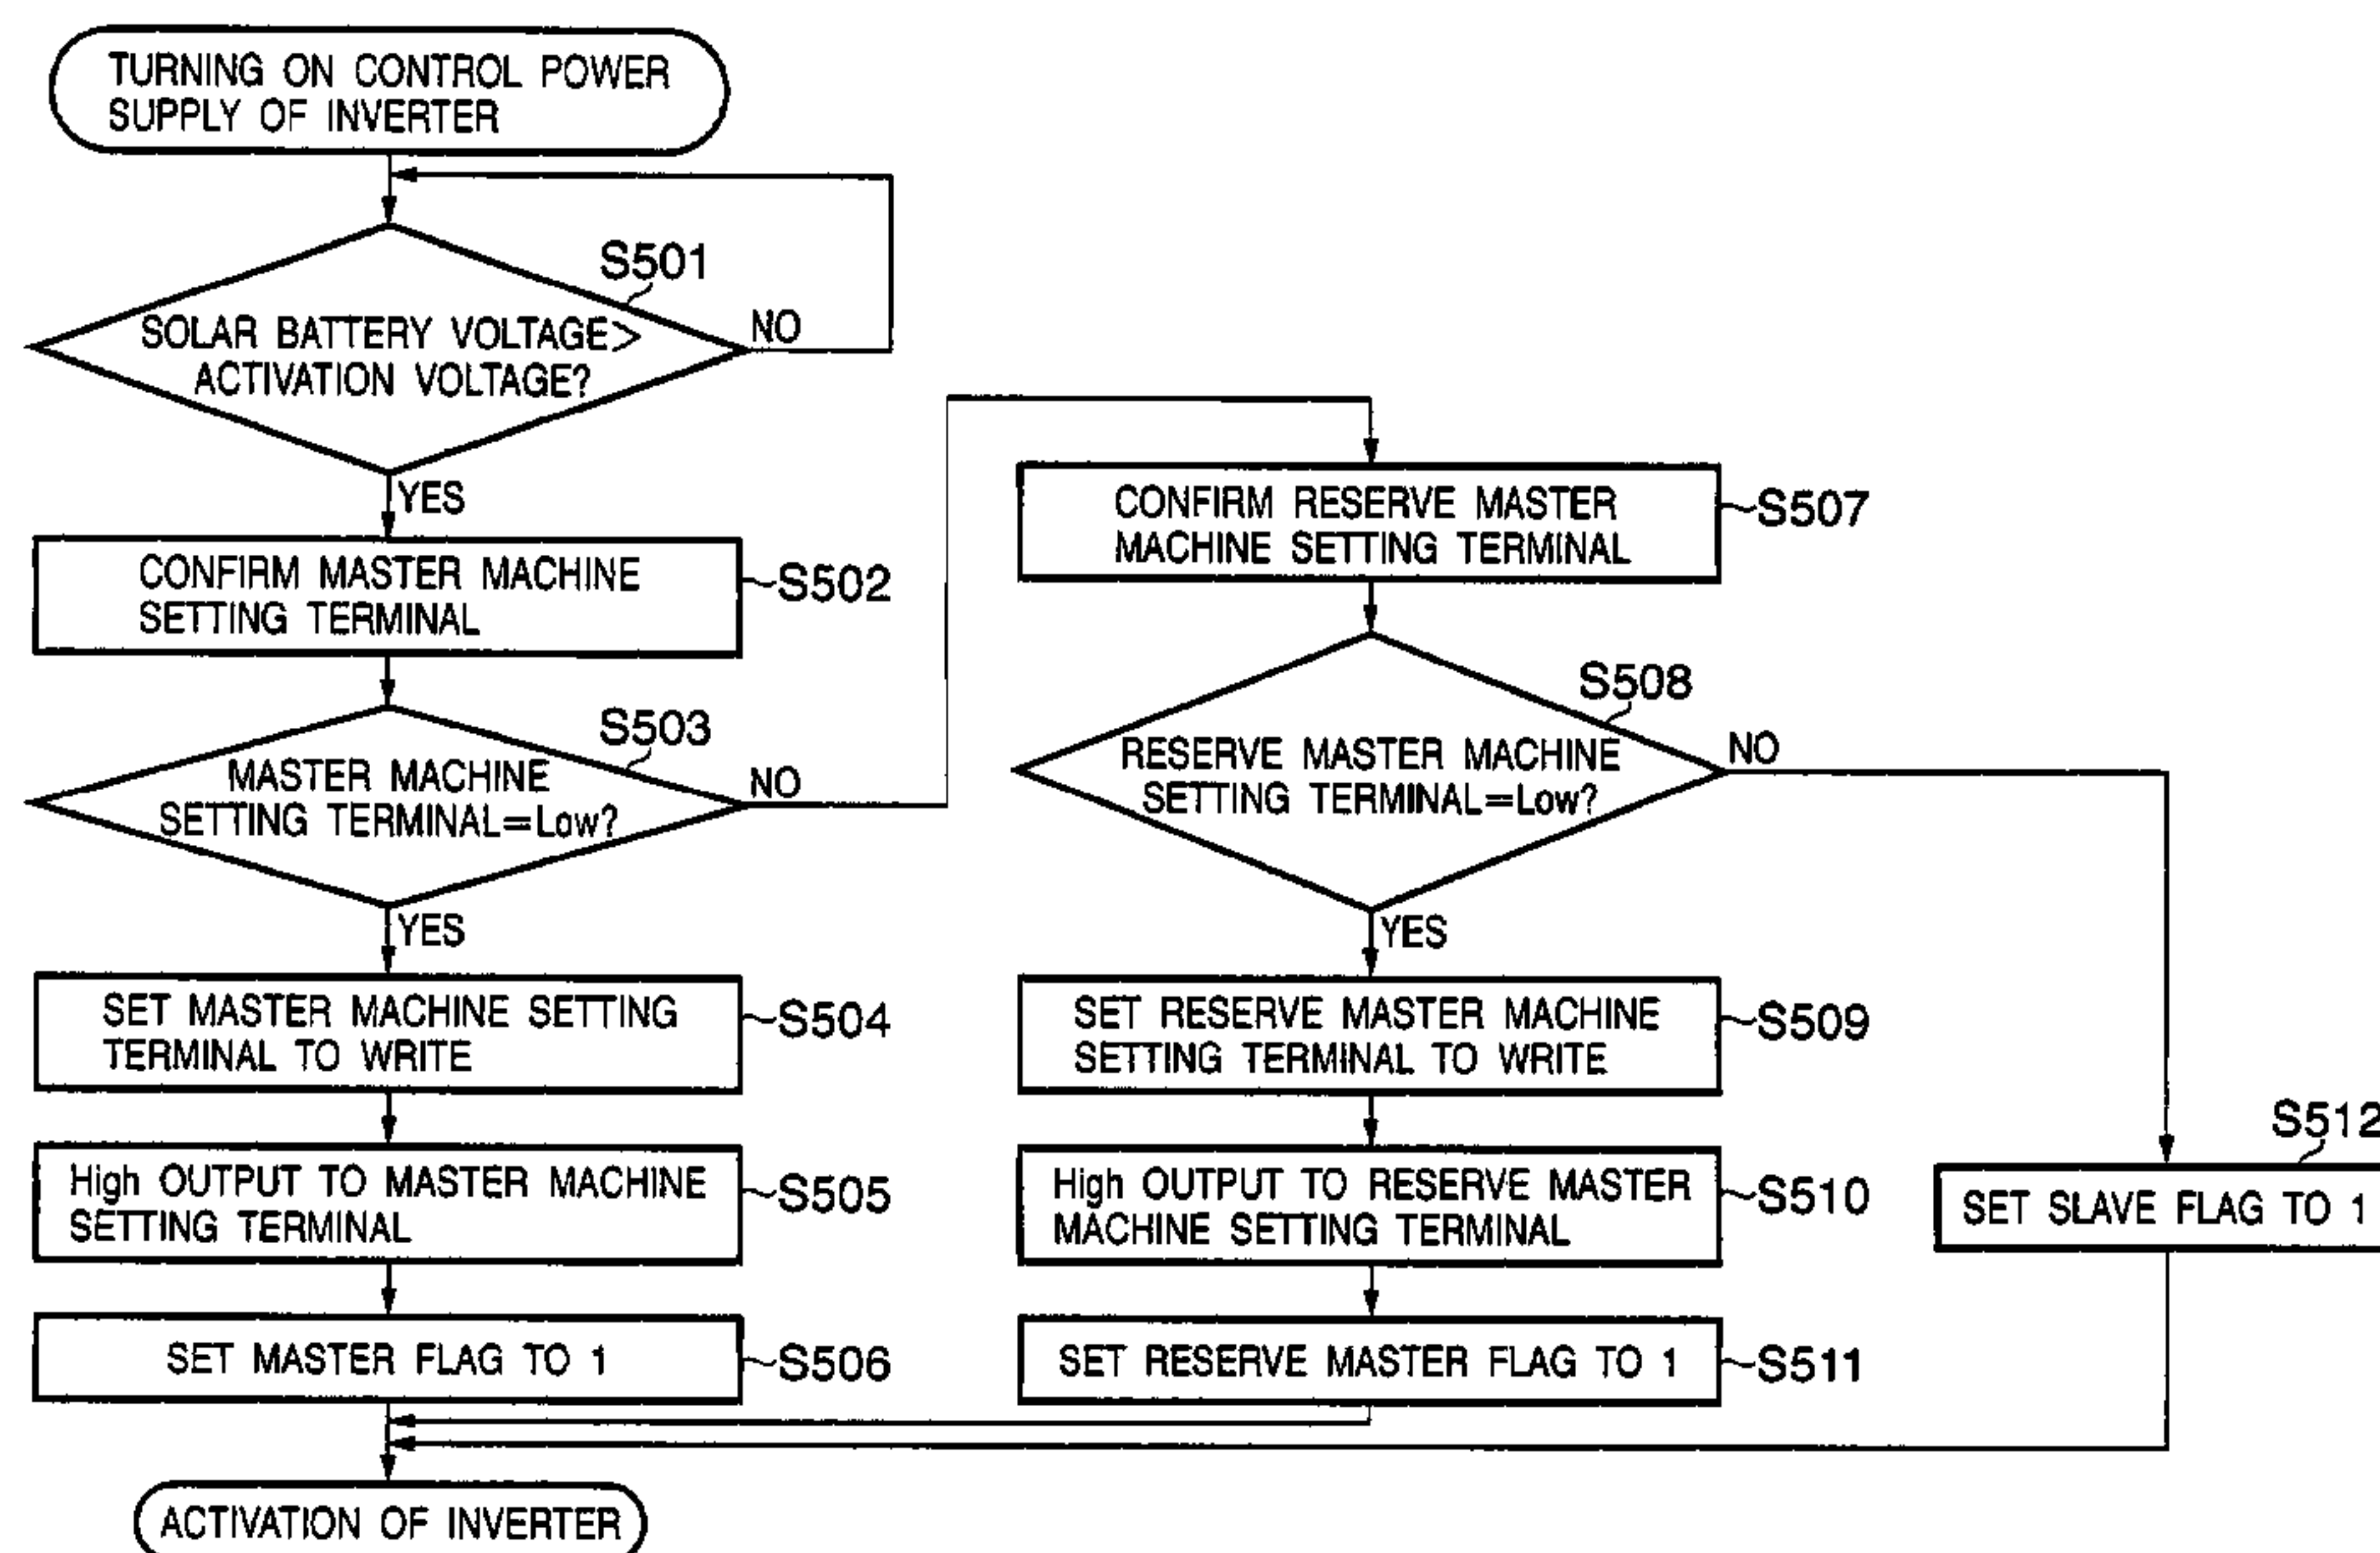 TURNING ON CONTROL POWER
SUPPLY OF INVERTER
S501
SOLAR BATTERY VOLTAGE>
ACTIVATION VOLTAGE?
NO
YES
CONFIRM MASTER MACHINE
SETTING TERMINAL
S502
S503
MASTER MACHINE
SETTING TERMINAL=Low?
NO
YES
SET MASTER MACHINE SETTING
TERMINAL TO WRITE
S504
High OUTPUT TO MASTER MACHINE
SETTING TERMINAL
S505
SET MASTER FLAG TO 1
S506
CONFIRM RESERVE MASTER
MACHINE SETTING TERMINAL
S507
S508
RESERVE MASTER MACHINE
SETTING TERMINAL=Low?
NO
YES
SET RESERVE MASTER MACHINE
SETTING TERMINAL TO WRITE
S509
High OUTPUT TO RESERVE MASTER
MACHINE SETTING TERMINAL
S510
SET RESERVE MASTER FLAG TO 1
S511
S512
SET SLAVE FLAG TO 1
ACTIVATION OF INVERTER